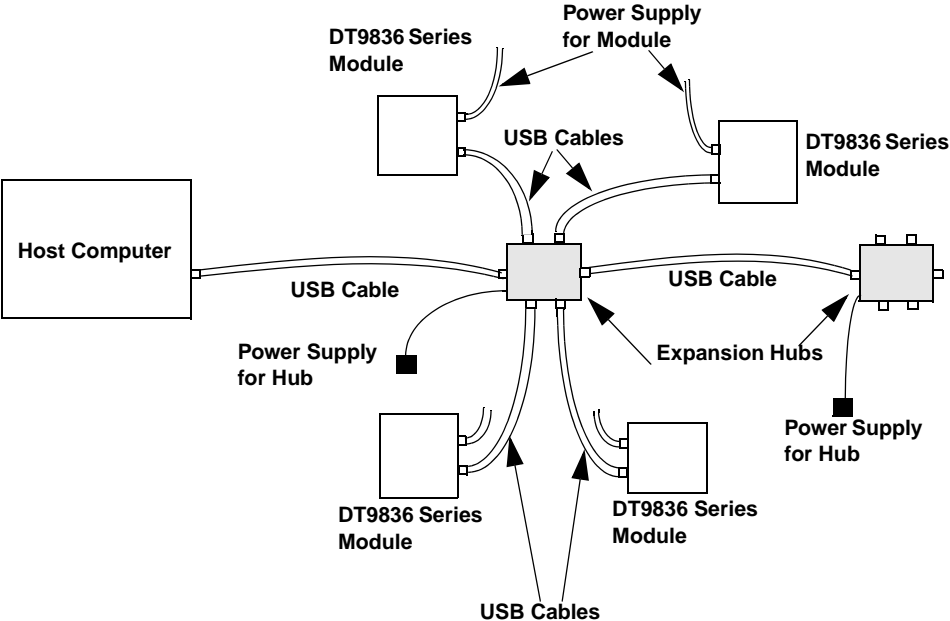 Power Supply
for Module
DT9836 Series
Module
USB Cables
DT9836 Series
Module
Host Computer
USB Cable
USB Cable
Power Supply
for Hub
Expansion Hubs
Power Supply
for Hub
DT9836 Series
Module
DT9836 Series
Module
USB Cables